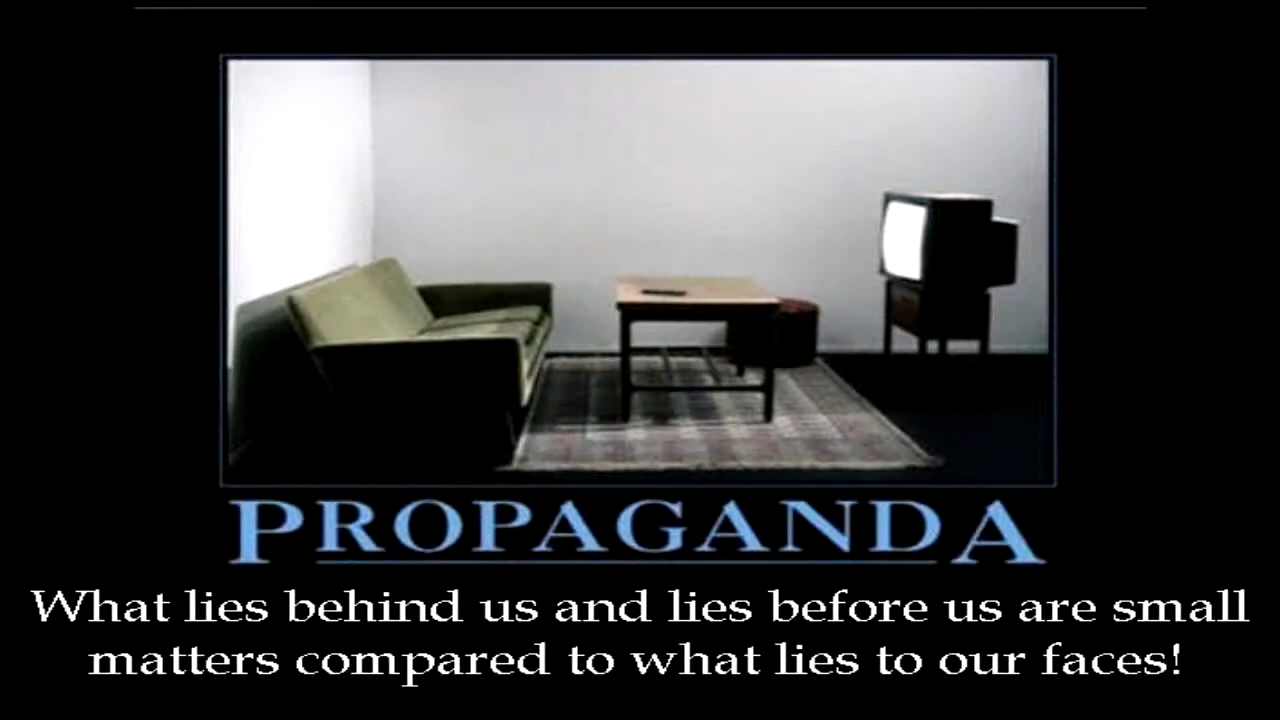 PROPAGANDA
What lies behind us and lies before us are small
matters compared to what lies to our faces!